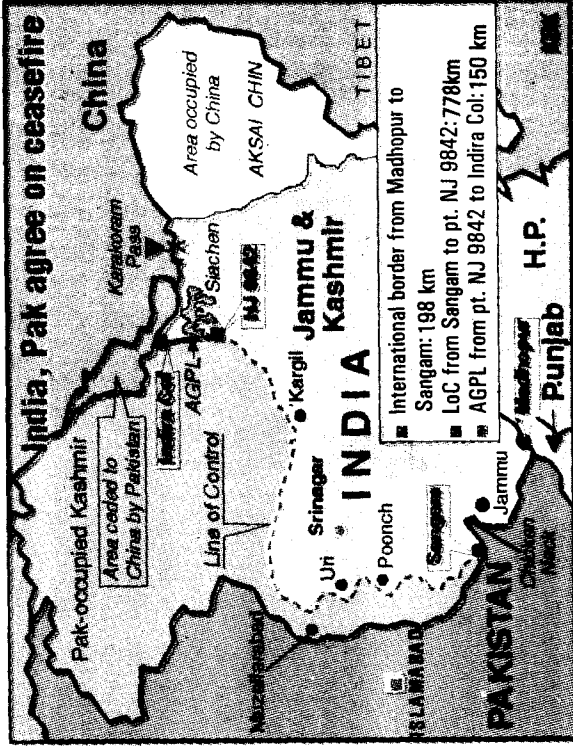 India, Pak agree on ceasefire
China
Karakoram
Pass
Area occupied
by China
AKSAI CHIN
TIBET
Pak-occupied Kashmir
Area ceded to
China by Pakistan
Indira Col
AGPL
Siachen
NJ 9842
Line of Control
Kargil
Jammu &
Kashmir
Srinagar
INDIA
Uri
Poonch
Muzaffarabad
ISLAMABAD
Sangam
Jammu
PAKISTAN
Chicken
Neck
Madhopur
Punjab
H.P.
International border from Madhopur to
Sangam: 198 km
LoC from Sangam to pt. NJ 9842: 778km
AGPL from pt. NJ 9842 to Indira Col: 150 km